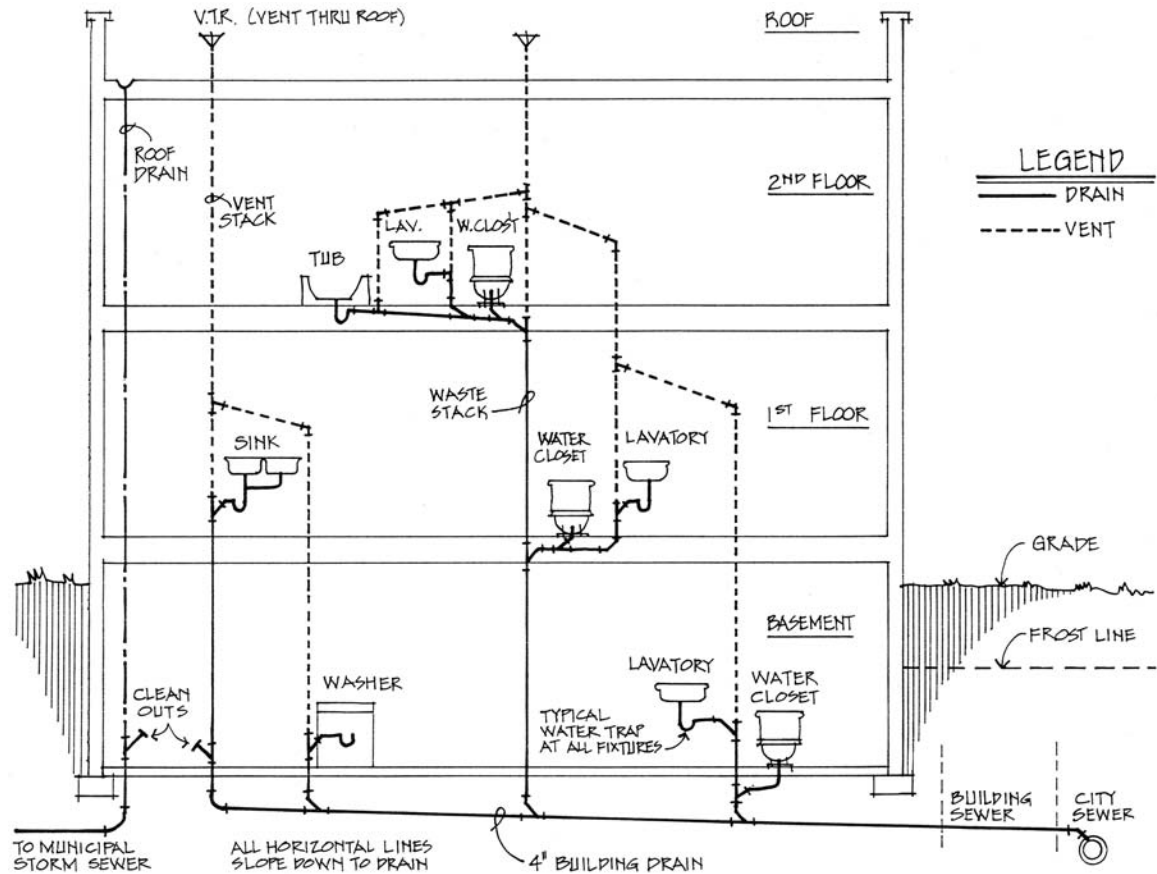 V.T.R. (VENT THRU ROOF)
ROOF
ROOF
DRAIN
VENT
STACK
2ND FLOOR
LEGEND
DRAIN
VENT
TUB
LAV.
W.CLOS'T
WASTE
STACK
1ST FLOOR
SINK
WATER
CLOSET
LAVATORY
GRADE
BASEMENT
FROST LINE
CLEAN
OUTS
WASHER
LAVATORY
WATER
CLOSET
TYPICAL
WATER TRAP
AT ALL FIXTURES
BUILDING
SEWER
CITY
SEWER
TO MUNICIPAL
STORM SEWER
ALL HORIZONTAL LINES
SLOPE DOWN TO DRAIN
4" BUILDING DRAIN